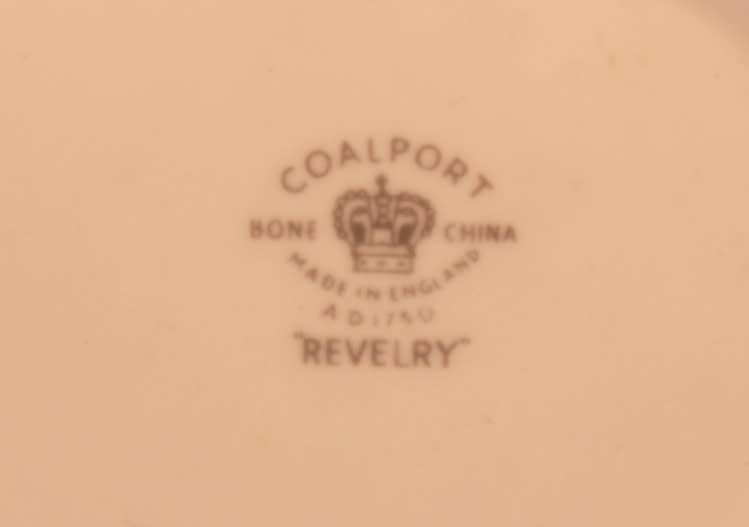 COALPORT
BONE CHINA
MADE IN ENGLAND
A D 1750
"REVELRY"